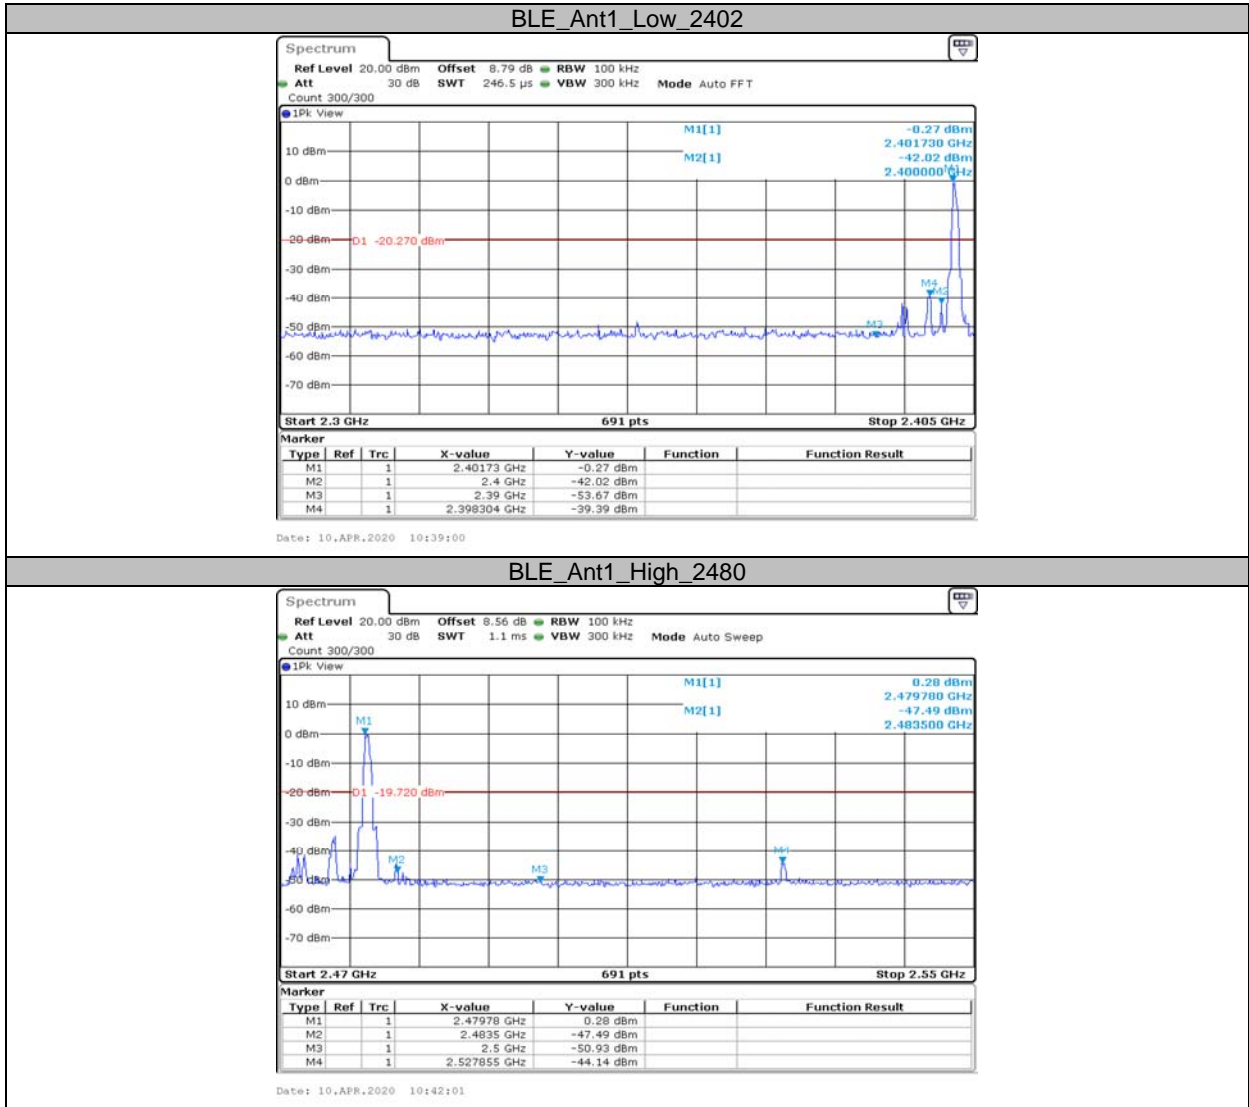 BLE_Ant1_Low_2402
Spectrum
Ref Level 20.00 dBm Offset 8.79 dB RBW 100 kHz
Att 30 dB SWT 246.5 µs VBW 300 kHz Mode Auto FFT
Count 300/300
1Pk View
M1[1] -0.27 dBm
2.401730 GHz
M2[1] -42.02 dBm
2.400000 GHz
M1
10 dBm
0 dBm
-10 dBm
-20 dBm
D1 -20.270 dBm
-30 dBm
-40 dBm
M4
M2
-50 dBm
M3
-60 dBm
-70 dBm
Start 2.3 GHz 691 pts Stop 2.405 GHz
Marker
Type Ref Trc X-value Y-value Function Function Result
M1 1 2.40173 GHz -0.27 dBm
M2 1 2.4 GHz -42.02 dBm
M3 1 2.39 GHz -53.67 dBm
M4 1 2.398304 GHz -39.39 dBm
Date: 10.APR.2020 10:39:00
BLE_Ant1_High_2480
Spectrum
Ref Level 20.00 dBm Offset 8.56 dB RBW 100 kHz
Att 30 dB SWT 1.1 ms VBW 300 kHz Mode Auto Sweep
Count 300/300
1Pk View
M1[1] 0.28 dBm
2.479780 GHz
M2[1] -47.49 dBm
2.483500 GHz
10 dBm
M1
0 dBm
-10 dBm
-20 dBm
D1 -19.720 dBm
-30 dBm
-40 dBm
M2
M3
M4
-50 dBm
-60 dBm
-70 dBm
Start 2.47 GHz 691 pts Stop 2.55 GHz
Marker
Type Ref Trc X-value Y-value Function Function Result
M1 1 2.47978 GHz 0.28 dBm
M2 1 2.4835 GHz -47.49 dBm
M3 1 2.5 GHz -50.93 dBm
M4 1 2.527855 GHz -44.14 dBm
Date: 10.APR.2020 10:42:01